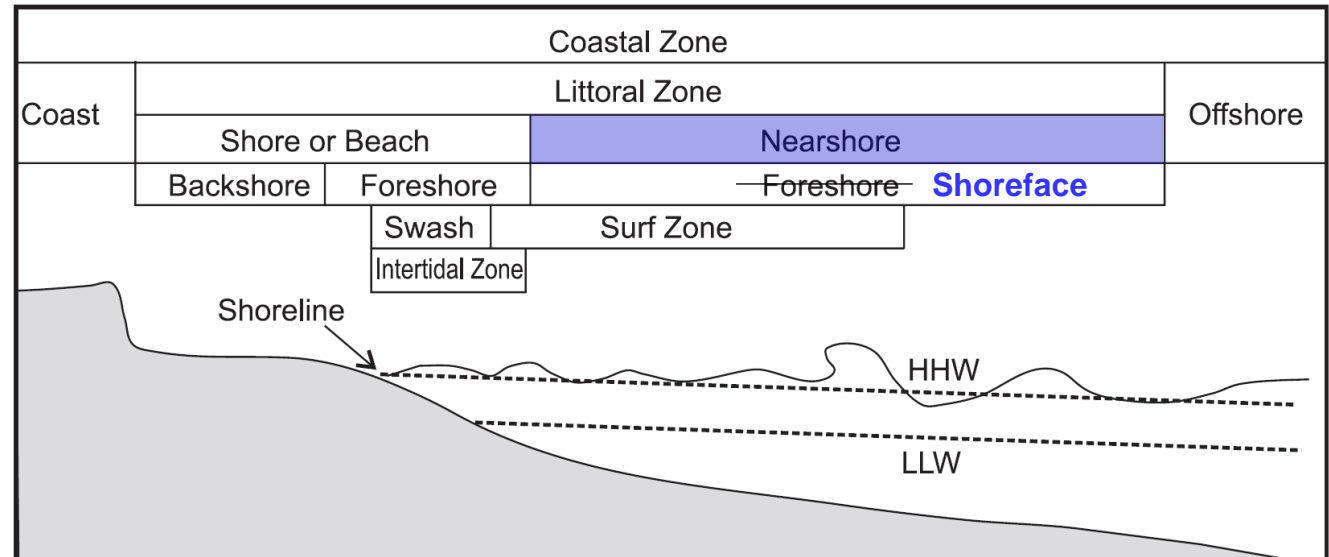 Coastal Zone
Coast
Littoral Zone
Offshore
Shore or Beach
Nearshore
Backshore
Foreshore
Foreshore Shoreface
Swash
Surf Zone
Intertidal Zone
Shoreline
HHW
LLW